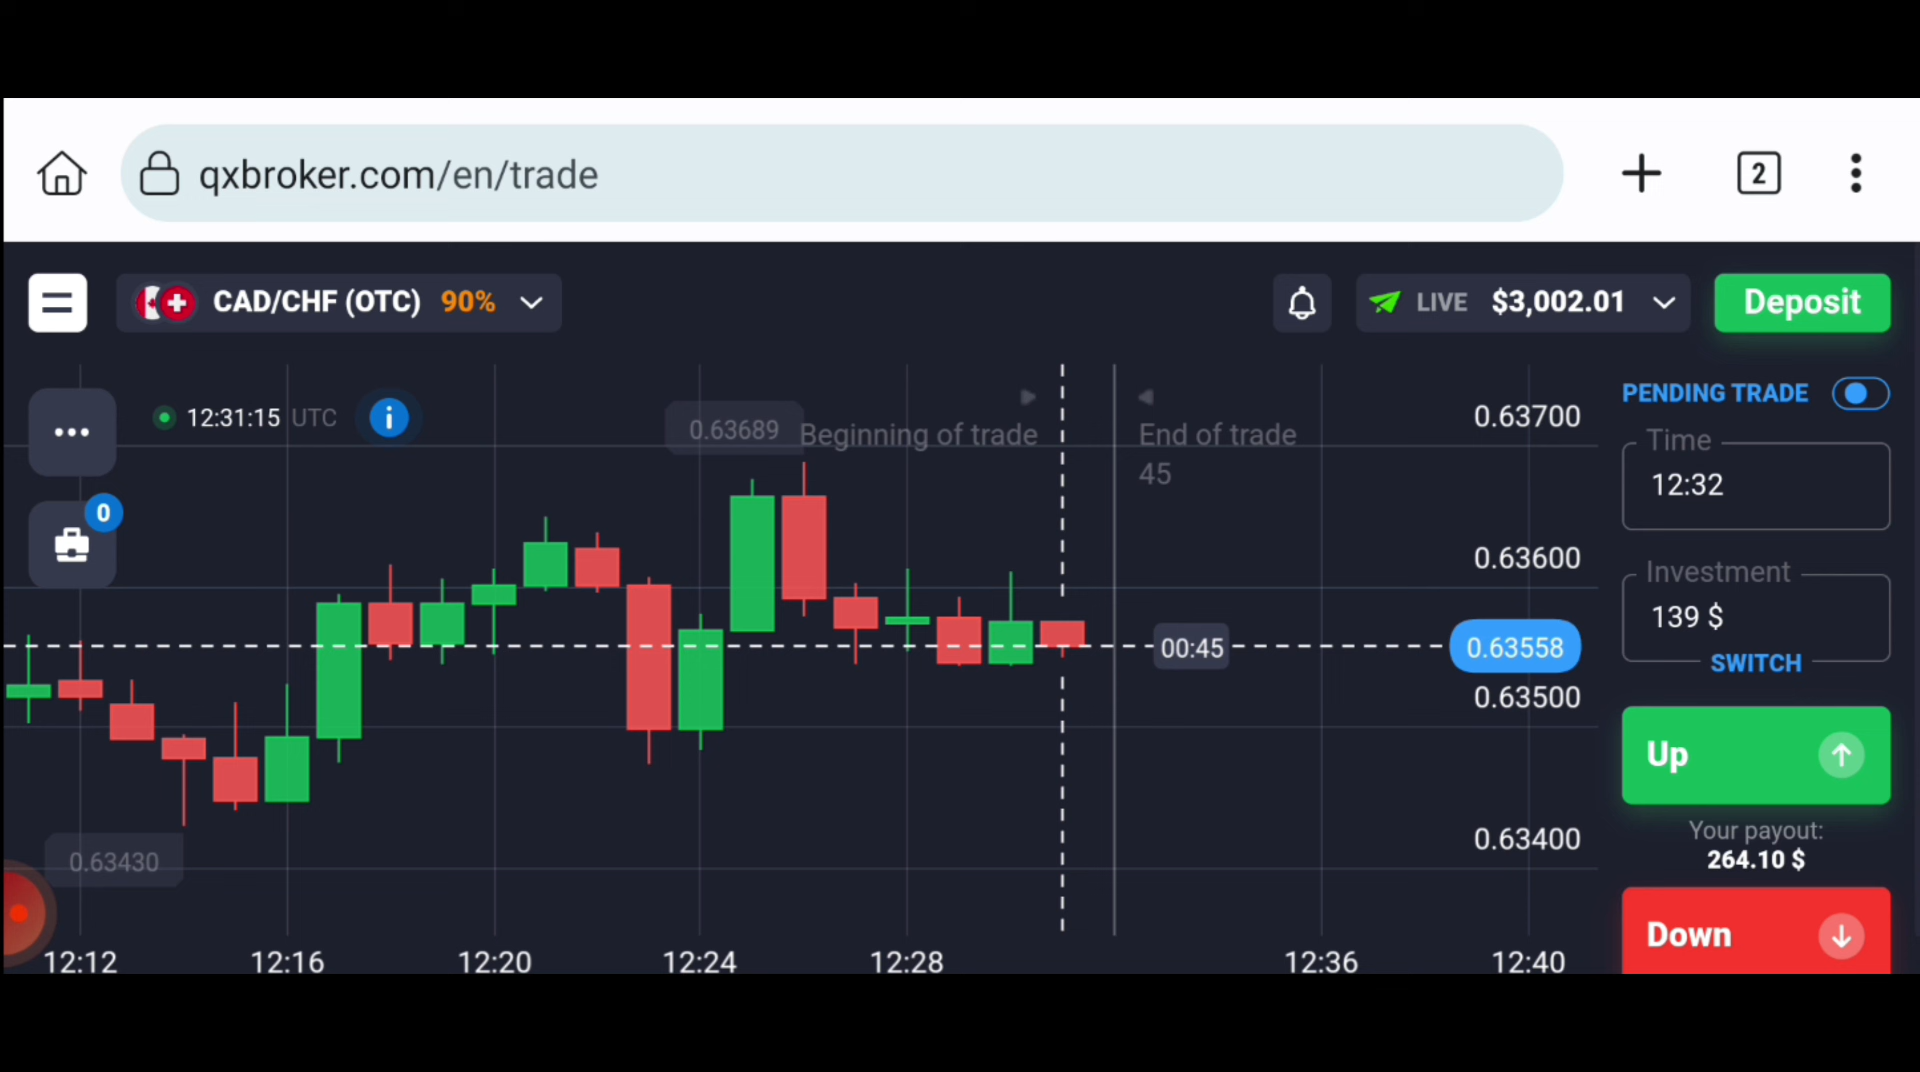 qxbroker.com/en/trade
2
CAD/CHF (OTC) 90%
LIVE $3,002.01
Deposit
12:31:15 UTC
i
0
0.63689
Beginning of trade
End of trade
45
0.63700
0.63600
00:45
0.63558
0.63500
0.63400
0.63430
12:12
12:16
12:20
12:24
12:28
12:36
12:40
PENDING TRADE
Time
12:32
Investment
139 $
SWITCH
Up
Your payout:
264.10 $
Down